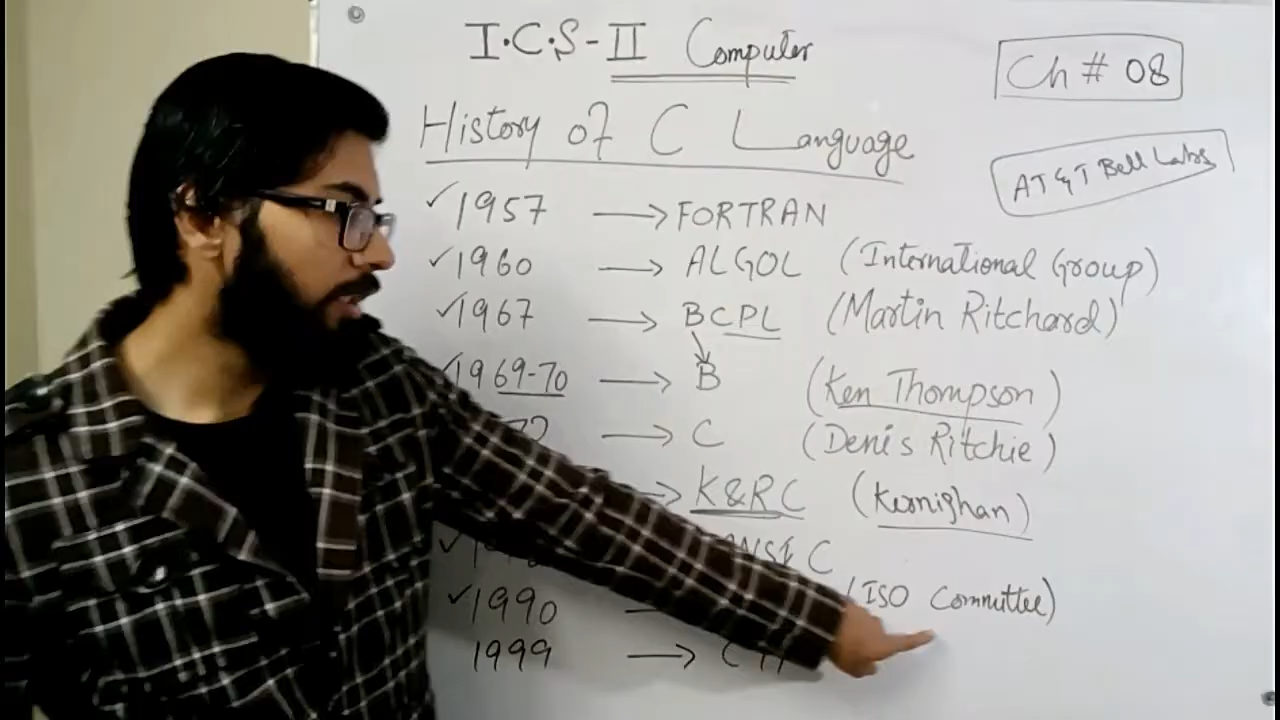 I.C.S-II Computer
Ch # 08
History of C Language
AT & T Bell Labs
✓1957 → FORTRAN
✓1960 → ALGOL (International Group)
✓1967 → BCPL (Martin Ritchard)
✓1969-70 → B (Ken Thompson)
→ C (Denis Ritchie)
→ K&RC (Kernighan)
C
✓1990 (ISO Committee)
1999 →